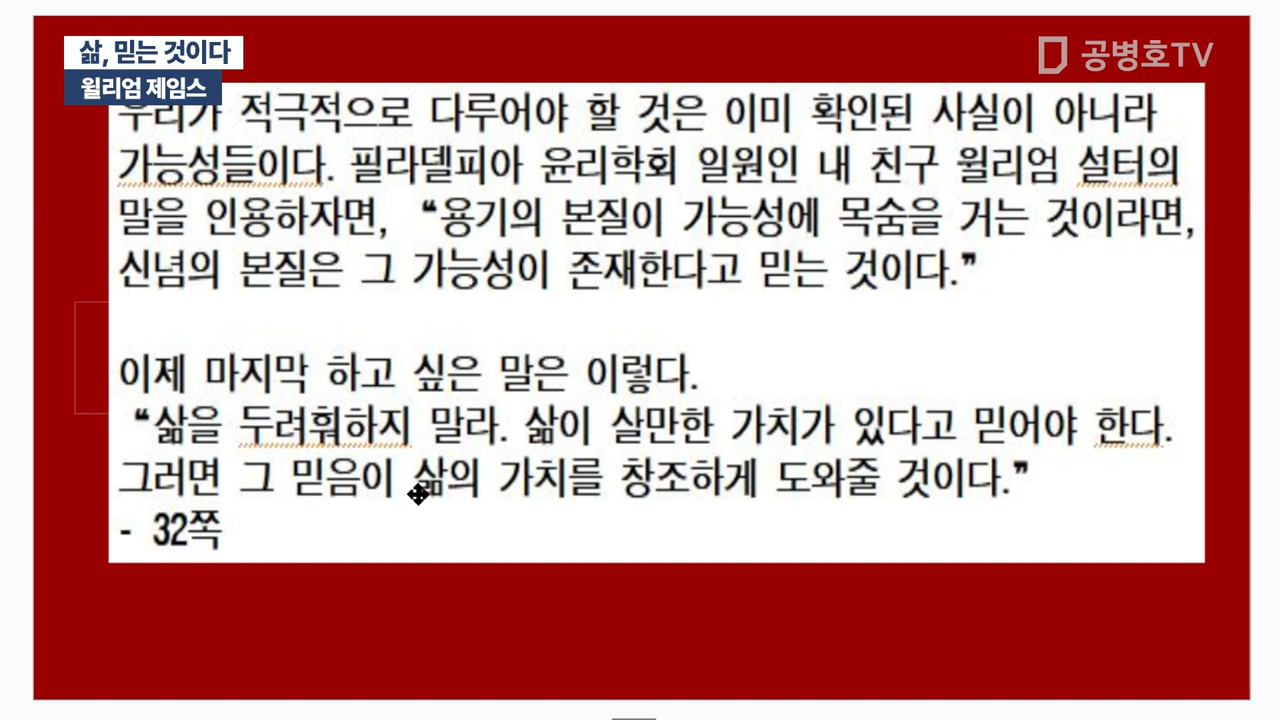 삶, 믿는 것이다
공병호TV
윌리엄 제임스
우리가 적극적으로 다루어야 할 것은 이미 확인된 사실이 아니라
가능성들이다. 필라델피아 윤리학회 일원인 내 친구 윌리엄 설터의
말을 인용하자면, “용기의 본질이 가능성에 목숨을 거는 것이라면,
신념의 본질은 그 가능성이 존재한다고 믿는 것이다.”
이제 마지막 하고 싶은 말은 이렇다.
“삶을 두려훠하지 말라. 삶이 살만한 가치가 있다고 믿어야 한다.
그러면 그 믿음이 삶의 가치를 창조하게 도와줄 것이다.”
- 32쪽